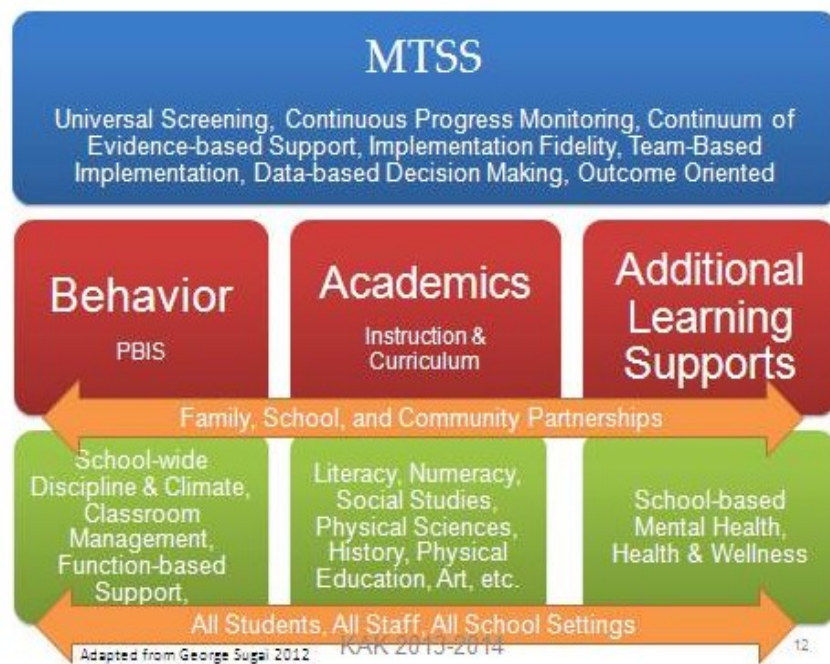 MTSS
Universal Screening, Continuous Progress Monitoring, Continuum of
Evidence-based Support, Implementation Fidelity, Team-Based
Implementation, Data-based Decision Making, Outcome Oriented
Behavior
PBIS
Academics
Instruction &
Curriculum
Additional
Learning
Supports
Family, School, and Community Partnerships
School-wide
Discipline & Climate,
Classroom
Management,
Function-based
Support,
Literacy, Numeracy,
Social Studies,
Physical Sciences,
History, Physical
Education, Art, etc.
School-based
Mental Health,
Health & Wellness
All Students, All Staff, All School Settings
Adapted from George Sugai 2012
KAK 2013-2014
12